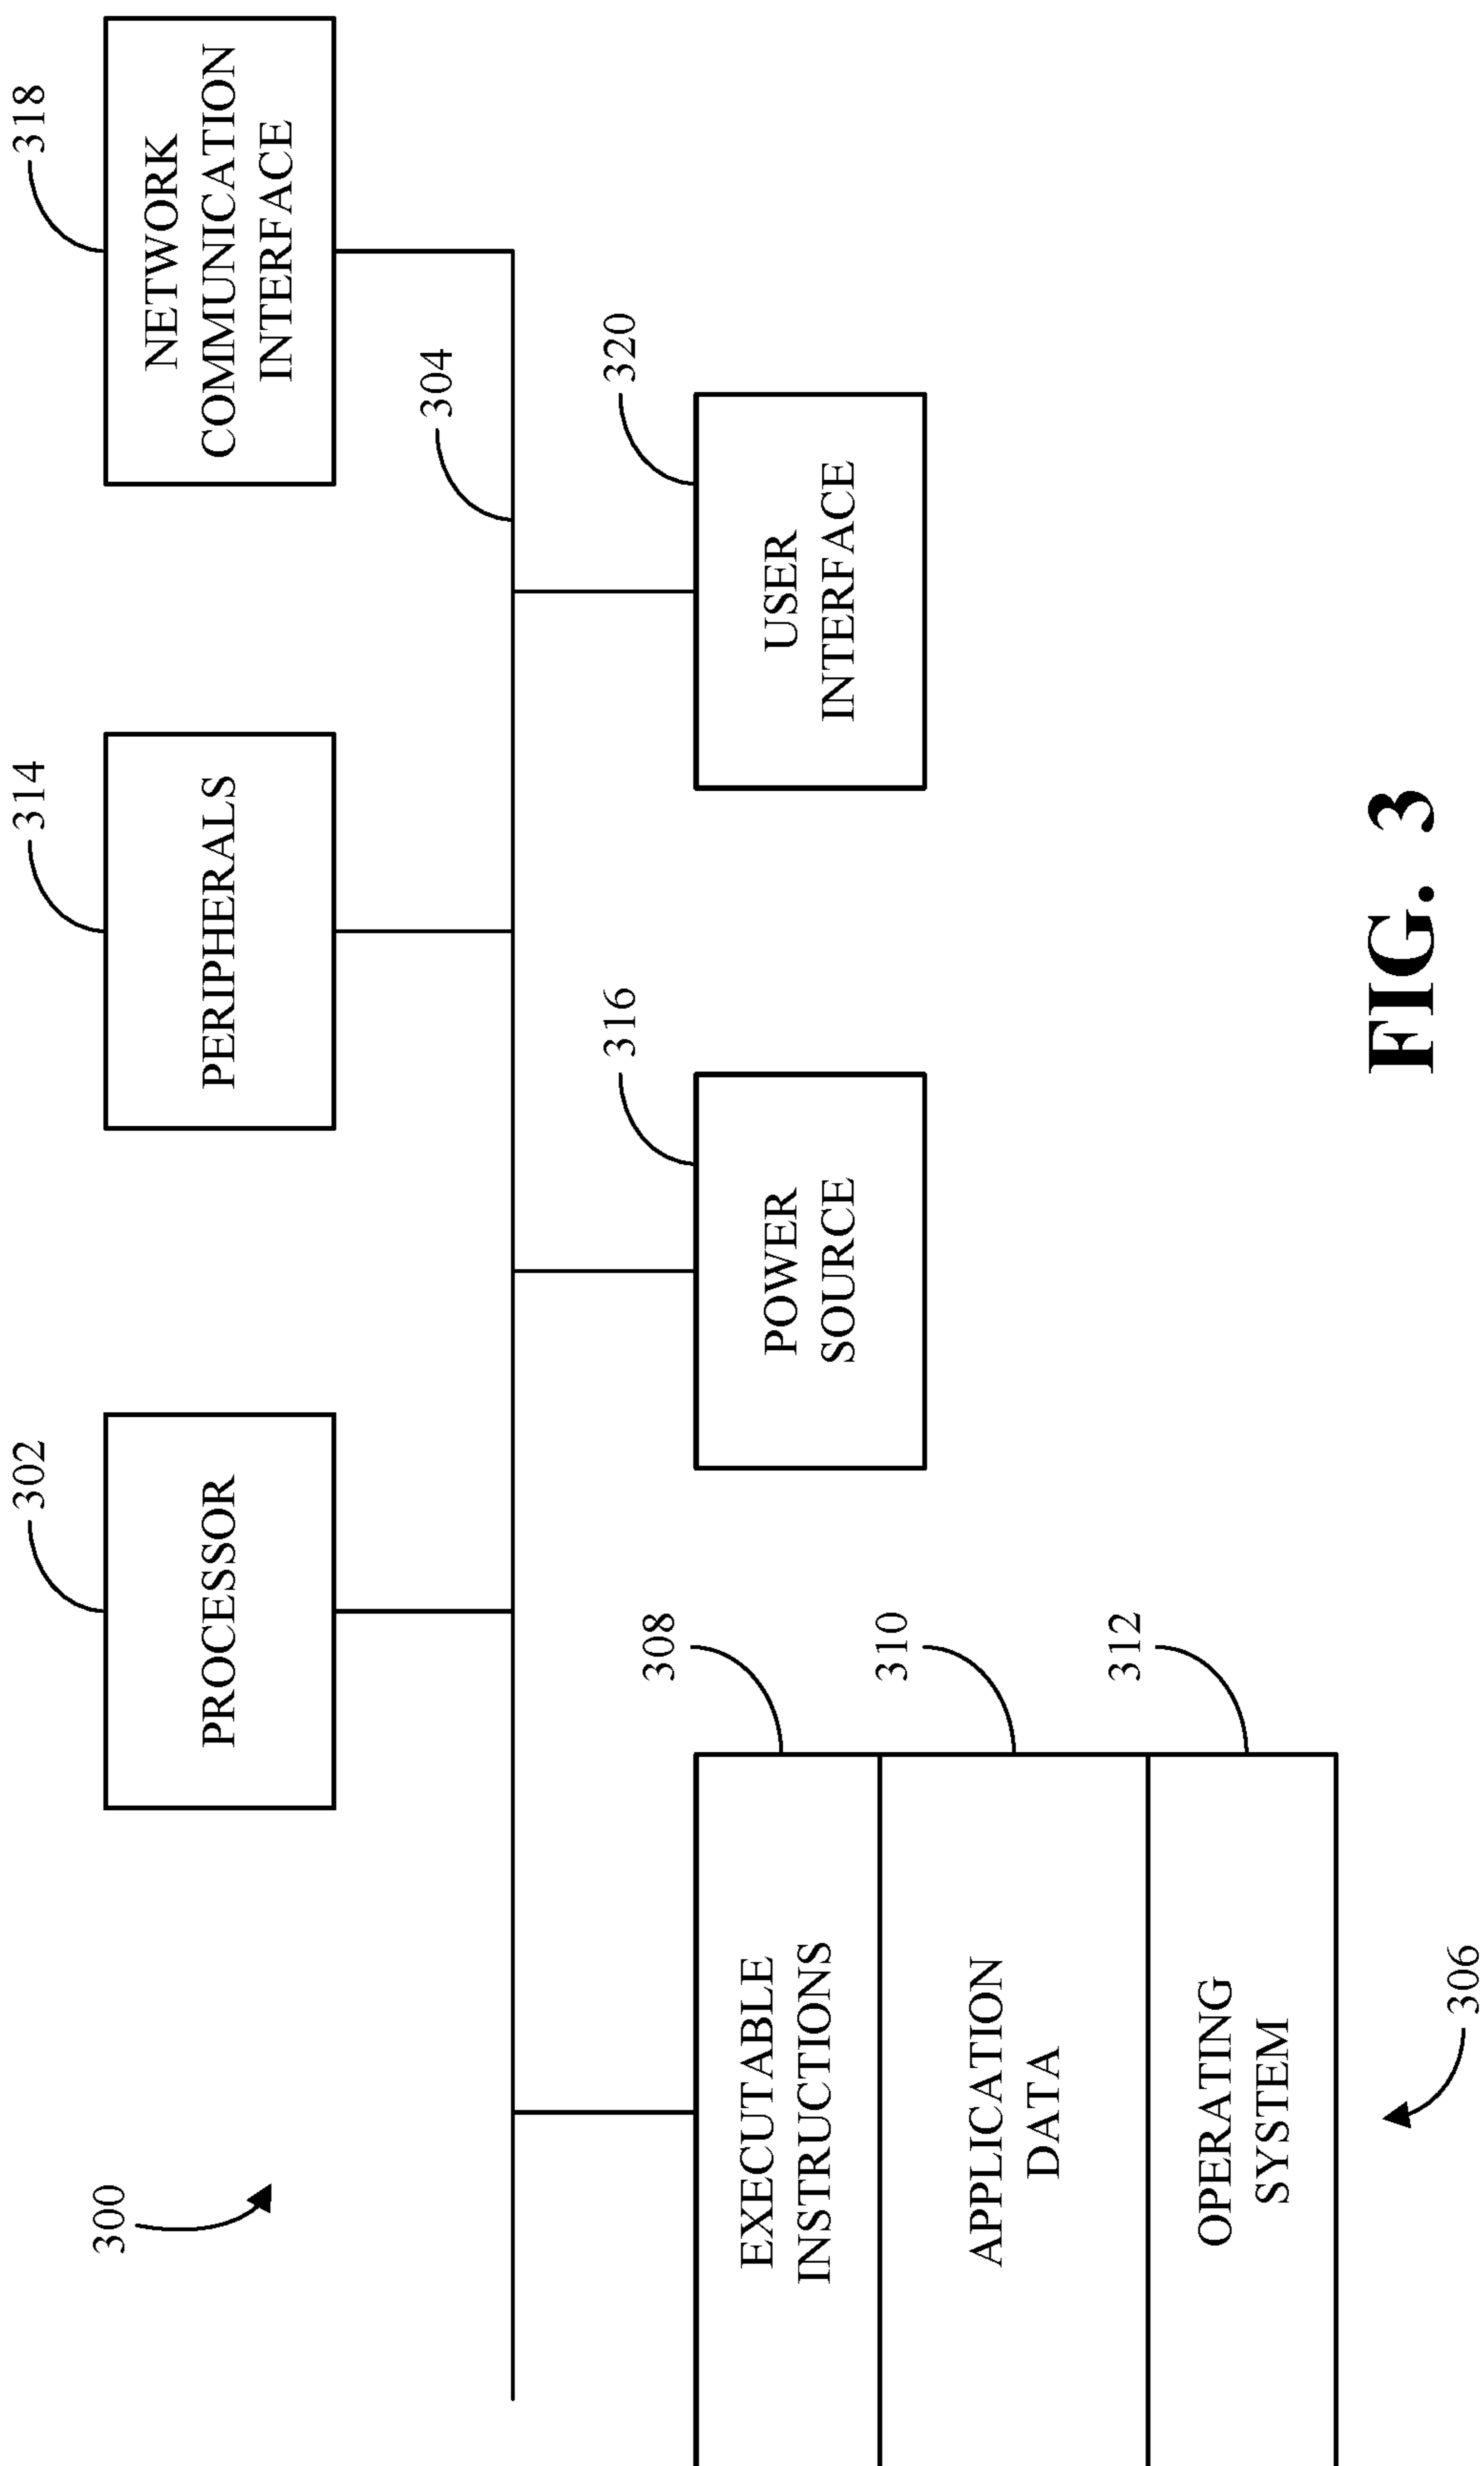 300
302
PROCESSOR
314
PERIPHERALS
318
NETWORK
COMMUNICATION
INTERFACE
304
308
EXECUTABLE
INSTRUCTIONS
310
APPLICATION
DATA
312
OPERATING
SYSTEM
306
316
POWER
SOURCE
320
USER
INTERFACE
FIG. 3